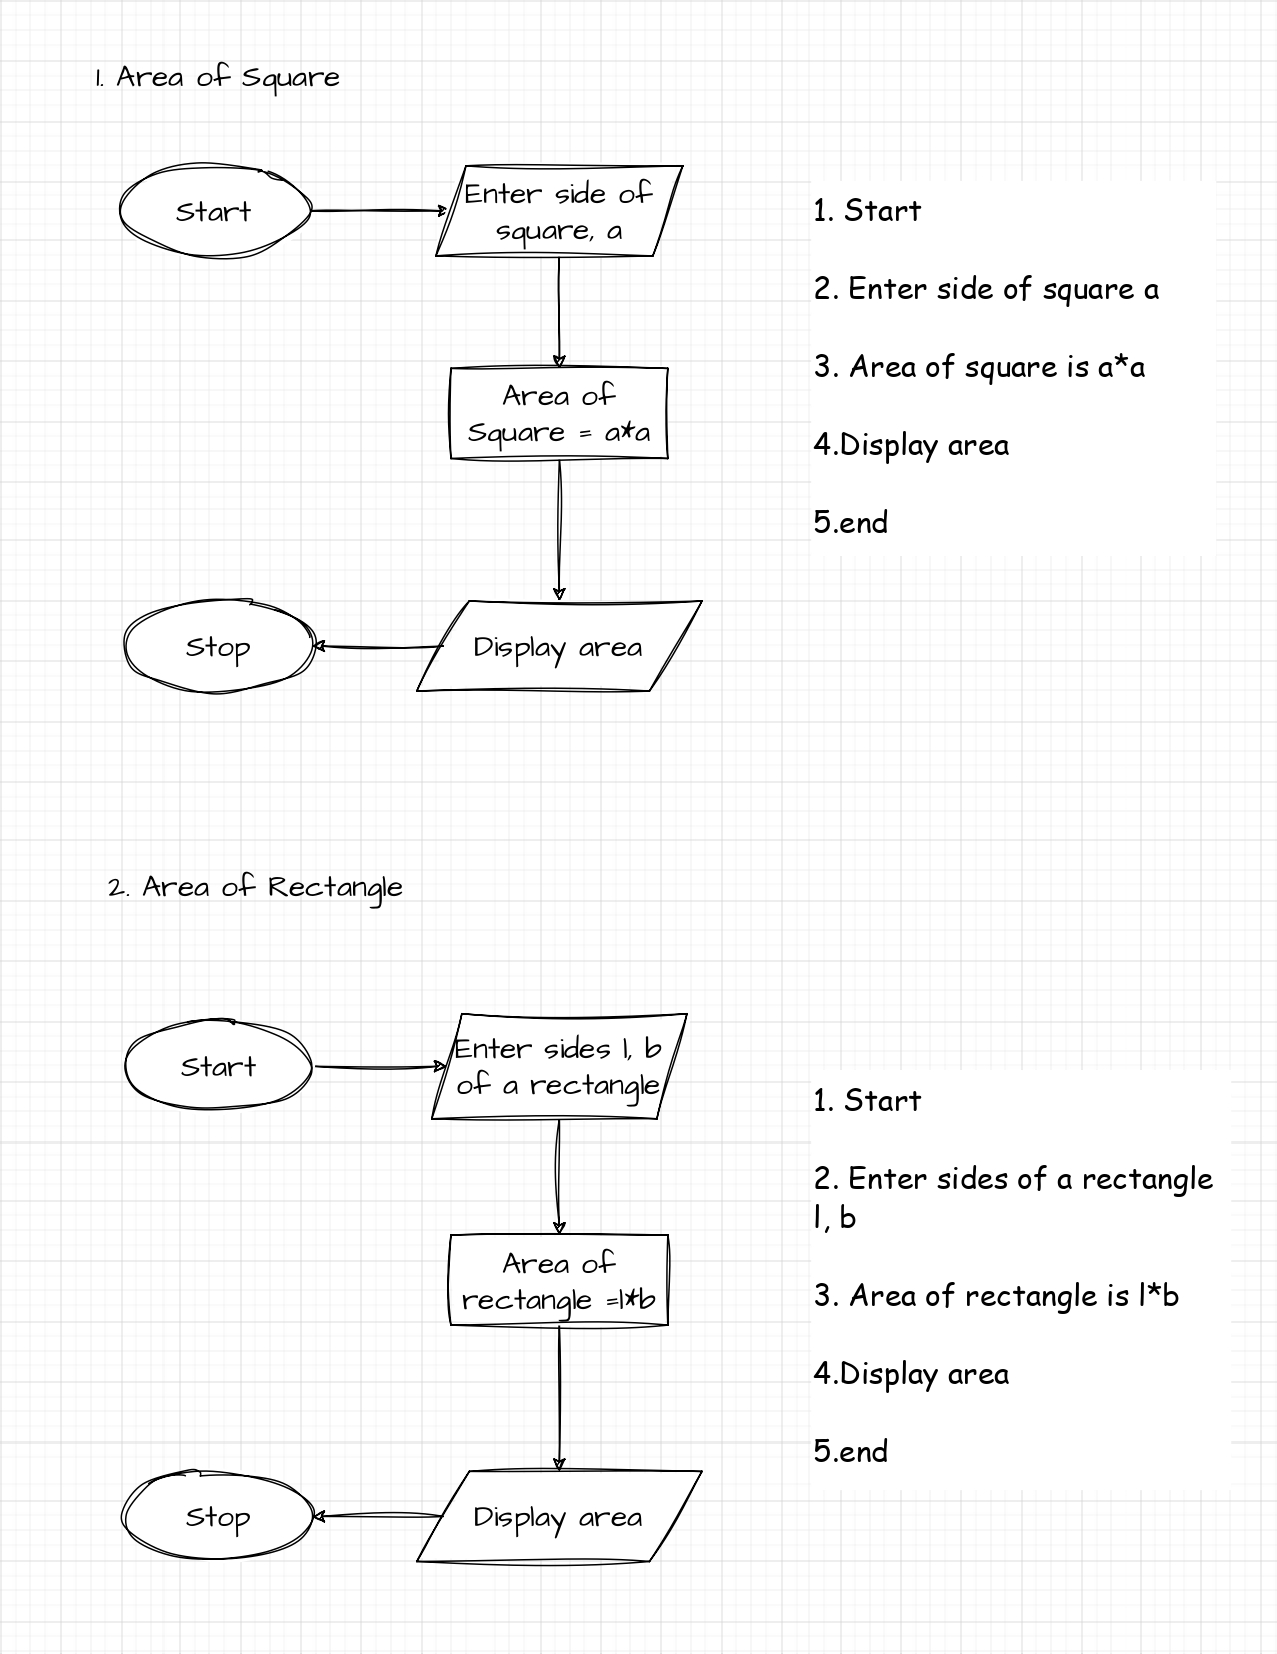 1. Area of Square
Start
Enter side of
square, a
Area of
Square = a*a
Display area
Stop
1. Start
2. Enter side of square a
3. Area of square is a*a
4.Display area
5.end
2. Area of Rectangle
Start
Enter sides l, b
of a rectangle
Area of
rectangle =l*b
Display area
Stop
1. Start
2. Enter sides of a rectangle
l, b
3. Area of rectangle is l*b
4.Display area
5.end